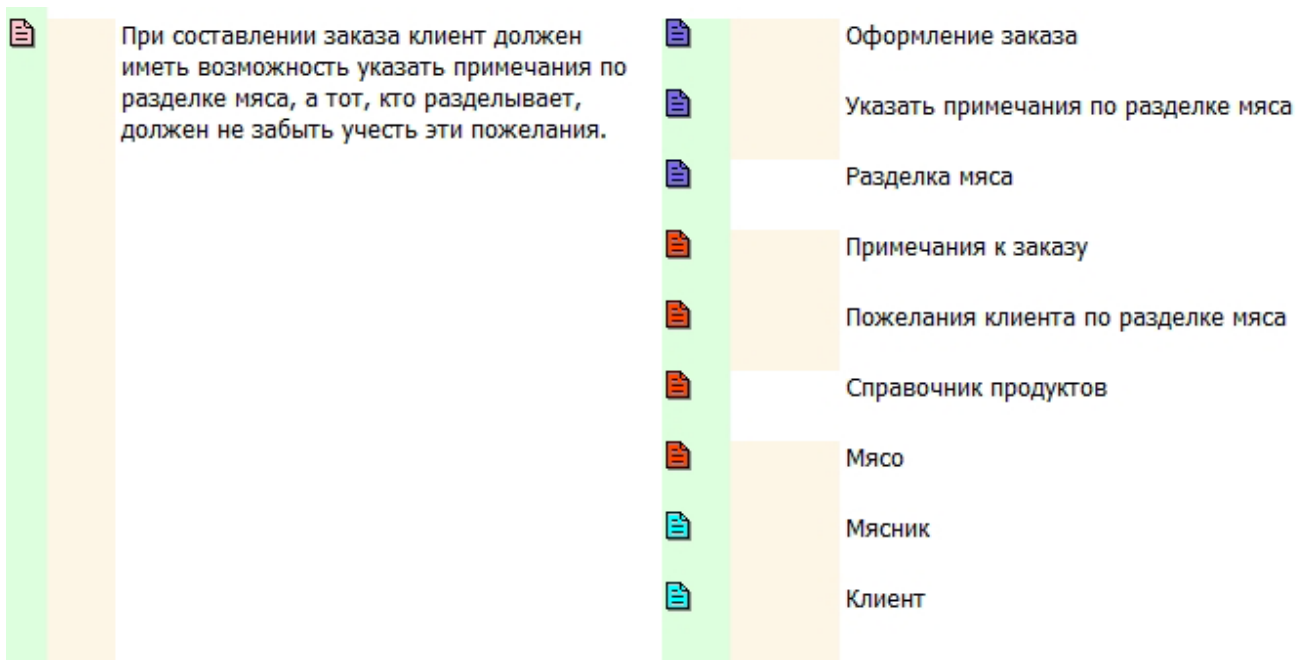 При составлении заказа клиент должен
иметь возможность указать примечания по
разделке мяса, а тот, кто разделывает,
должен не забыть учесть эти пожелания.
Оформление заказа
Указать примечания по разделке мяса
Разделка мяса
Примечания к заказу
Пожелания клиента по разделке мяса
Справочник продуктов
Мясо
Мясник
Клиент